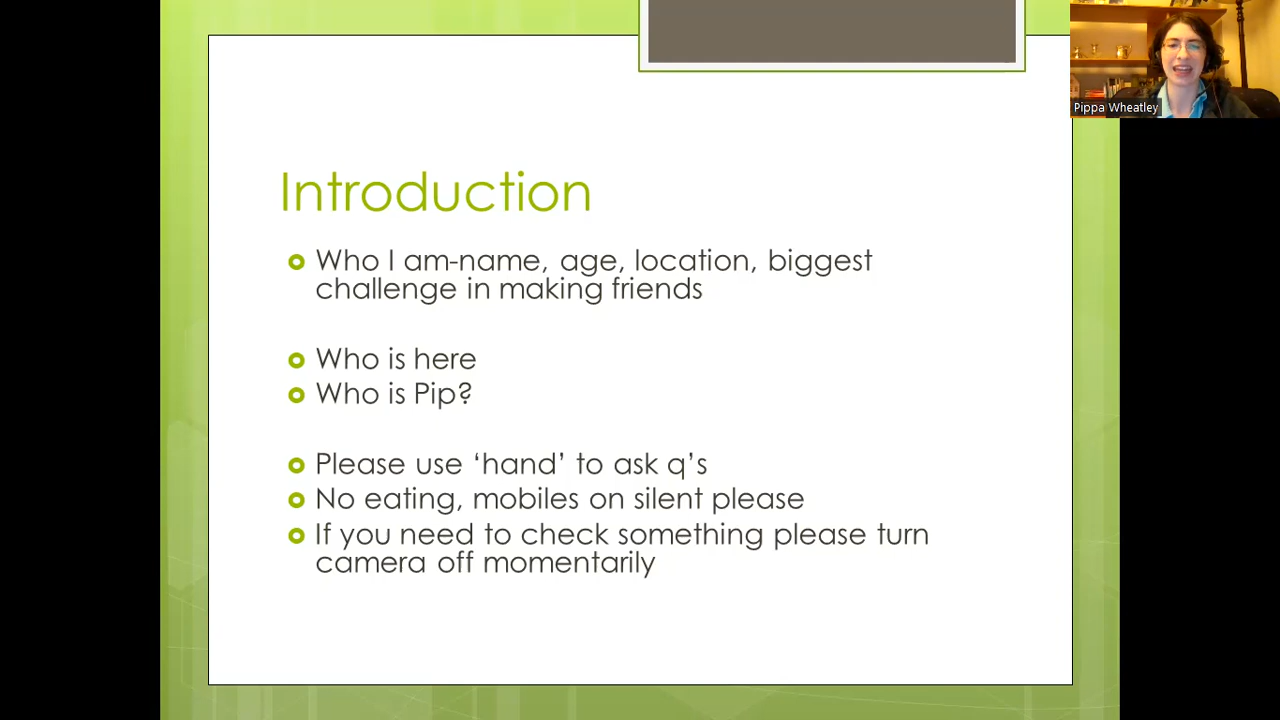 Pippa Wheatley
Introduction
Who I am-name, age, location, biggest
challenge in making friends
Who is here
Who is Pip?
Please use ‘hand’ to ask q’s
No eating, mobiles on silent please
If you need to check something please turn
camera off momentarily